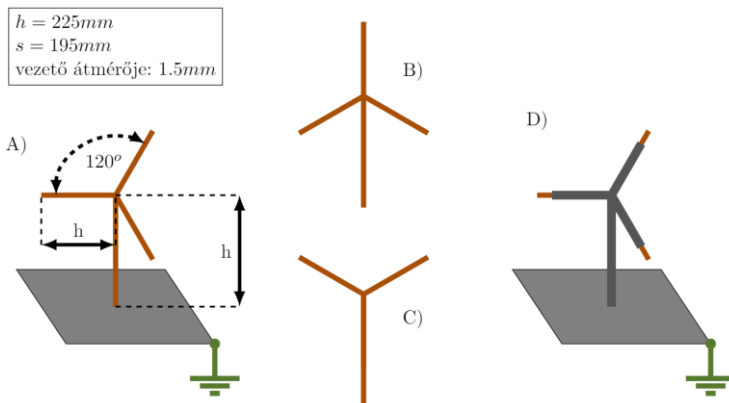 h = 225mm
s = 195mm
vezető átmérője: 1.5mm
A)
120°
h
h
B)
C)
D)